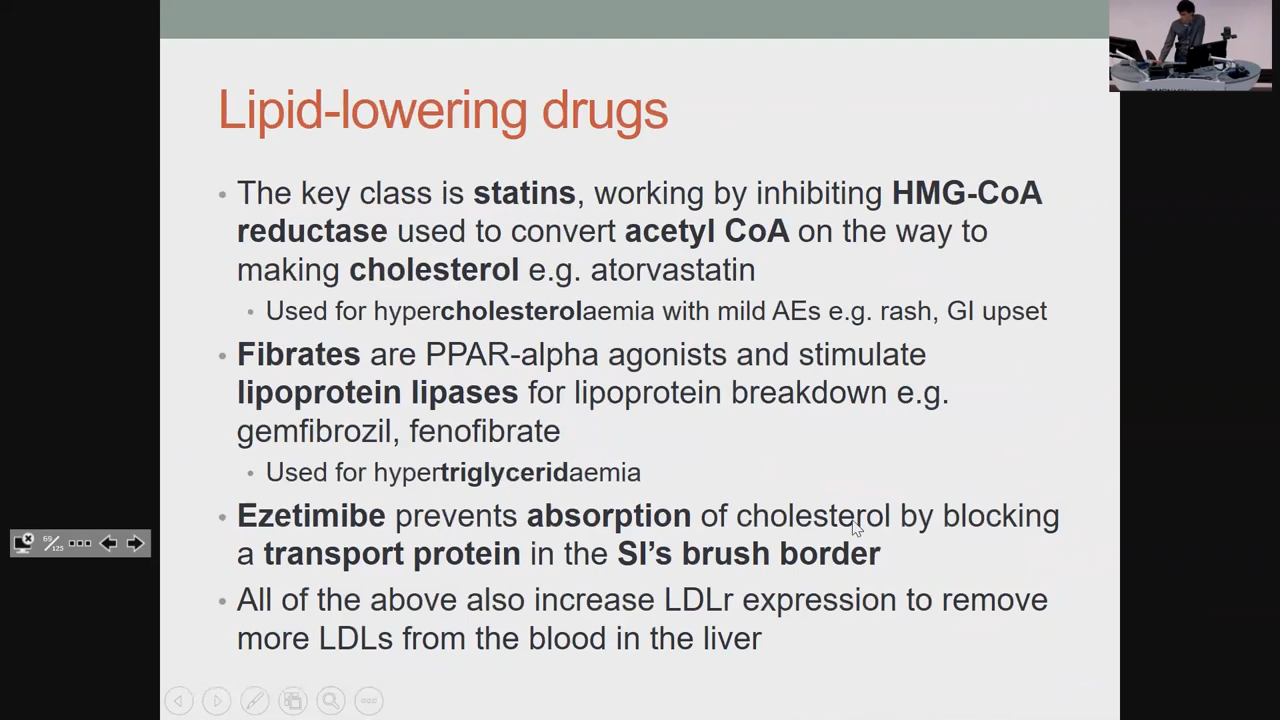 Lipid-lowering drugs
• The key class is statins, working by inhibiting HMG-CoA
reductase used to convert acetyl CoA on the way to
making cholesterol e.g. atorvastatin
• Used for hypercholesterolaemia with mild AEs e.g. rash, GI upset
• Fibrates are PPAR-alpha agonists and stimulate
lipoprotein lipases for lipoprotein breakdown e.g.
gemfibrozil, fenofibrate
• Used for hypertriglyceridaemia
• Ezetimibe prevents absorption of cholesterol by blocking
a transport protein in the SI's brush border
• All of the above also increase LDLr expression to remove
more LDLs from the blood in the liver
69/125